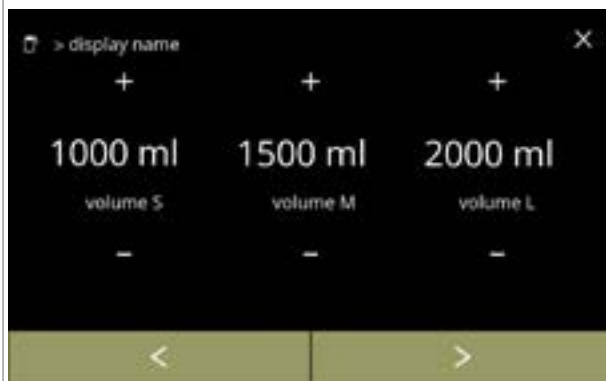 > display name
×
+ + +
1000 ml 1500 ml 2000 ml
volume S volume M volume L
- - -
< >